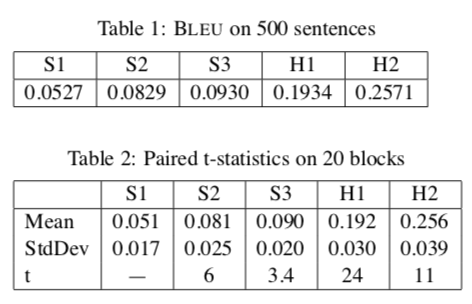 Table 1: BLEU on 500 sentences
S1 S2 S3 H1 H2
0.0527 0.0829 0.0930 0.1934 0.2571
Table 2: Paired t-statistics on 20 blocks
S1 S2 S3 H1 H2
Mean 0.051 0.081 0.090 0.192 0.256
StdDev 0.017 0.025 0.020 0.030 0.039
t — 6 3.4 24 11